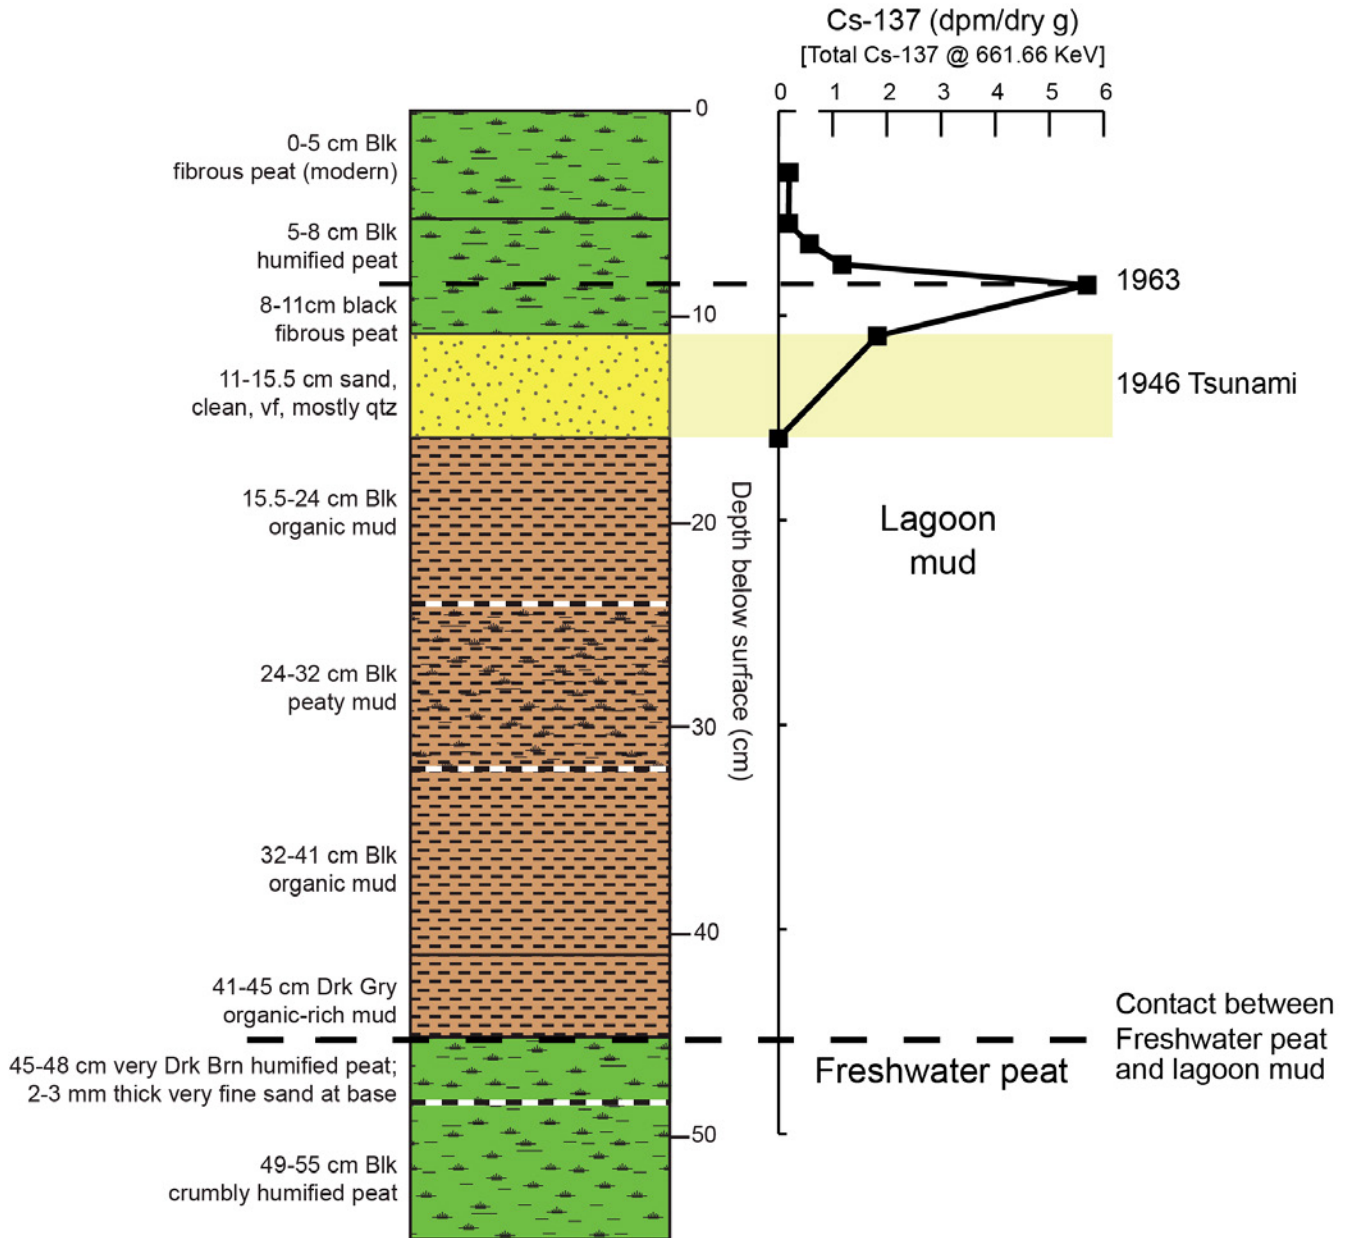 Cs-137 (dpm/dry g)
[Total Cs-137 @ 661.66 KeV]
0 1 2 3 4 5 6
0
0-5 cm Blk
fibrous peat (modern)
5-8 cm Blk
humified peat
1963
8-11cm black
fibrous peat
10
11-15.5 cm sand,
clean, vf, mostly qtz
1946 Tsunami
15.5-24 cm Blk
organic mud
20
Depth below surface (cm)
Lagoon
mud
24-32 cm Blk
peaty mud
30
32-41 cm Blk
organic mud
40
41-45 cm Drk Gry
organic-rich mud
Contact between
Freshwater peat
and lagoon mud
45-48 cm very Drk Brn humified peat;
2-3 mm thick very fine sand at base
Freshwater peat
50
49-55 cm Blk
crumbly humified peat